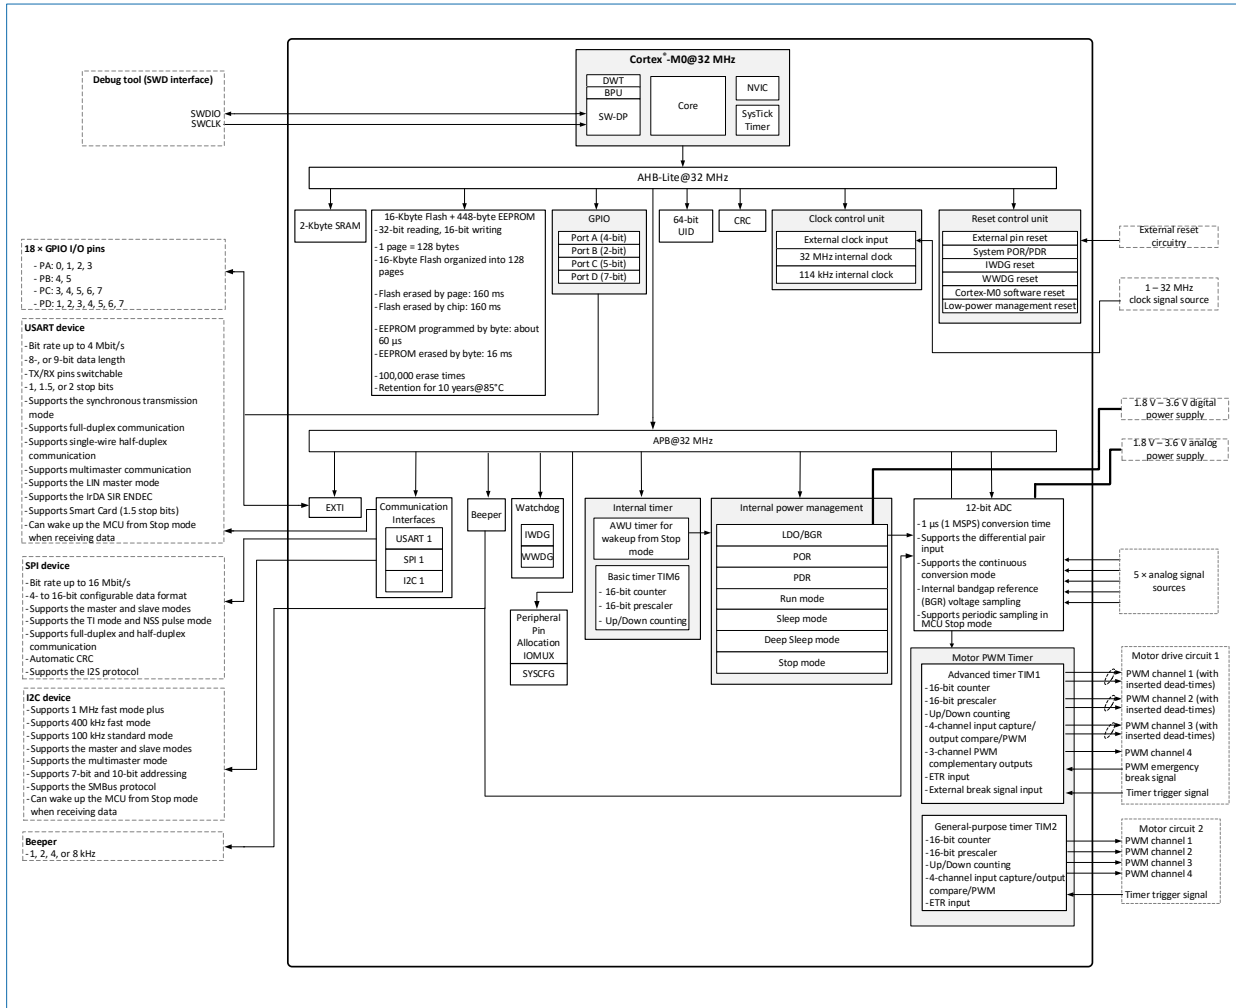 Cortex®-M0@32 MHz
DWT
BPU
SW-DP
Core
NVIC
SysTick
Timer
Debug tool (SWD interface)
SWDIO
SWCLK
AHB-Lite@32 MHz
2-Kbyte SRAM
16-Kbyte Flash + 448-byte EEPROM
- 32-bit reading, 16-bit writing
- 1 page = 128 bytes
- 16-Kbyte Flash organized into 128
pages
- Flash erased by page: 160 ms
- Flash erased by chip: 160 ms
- EEPROM programmed by byte: about
60 μs
- EEPROM erased by byte: 16 ms
- 100,000 erase times
- Retention for 10 years@85°C
GPIO
Port A (4-bit)
Port B (2-bit)
Port C (5-bit)
Port D (7-bit)
64-bit
UID
CRC
Clock control unit
External clock input
32 MHz internal clock
114 kHz internal clock
Reset control unit
External pin reset
System POR/PDR
IWDG reset
WWDG reset
Cortex-M0 software reset
Low-power management reset
External reset
circuitry
1 – 32 MHz
clock signal source
18 × GPIO I/O pins
- PA: 0, 1, 2, 3
- PB: 4, 5
- PC: 3, 4, 5, 6, 7
- PD: 1, 2, 3, 4, 5, 6, 7
USART device
- Bit rate up to 4 Mbit/s
- 8-, or 9-bit data length
- TX/RX pins switchable
- 1, 1.5, or 2 stop bits
- Supports the synchronous transmission
mode
- Supports full-duplex communication
- Supports single-wire half-duplex
communication
- Supports multimaster communication
- Supports the LIN master mode
- Supports the IrDA SIR ENDEC
- Supports Smart Card (1.5 stop bits)
- Can wake up the MCU from Stop mode
when receiving data
SPI device
- Bit rate up to 16 Mbit/s
- 4- to 16-bit configurable data format
- Supports the master and slave modes
- Supports the TI mode and NSS pulse mode
- Supports full-duplex and half-duplex
communication
- Automatic CRC
- Supports the I2S protocol
I2C device
- Supports 1 MHz fast mode plus
- Supports 400 kHz fast mode
- Supports 100 kHz standard mode
- Supports the master and slave modes
- Supports the multimaster mode
- Supports 7-bit and 10-bit addressing
- Supports the SMBus protocol
- Can wake up the MCU from Stop mode
when receiving data
Beeper
- 1, 2, 4, or 8 kHz
APB@32 MHz
EXTI
Communication
Interfaces
USART 1
SPI 1
I2C 1
Beeper
Watchdog
IWDG
WWDG
Peripheral
Pin
Allocation
IOMUX
SYSCFG
Internal timer
AWU timer for
wakeup from Stop
mode
Basic timer TIM6
- 16-bit counter
- 16-bit prescaler
- Up/Down counting
Internal power management
LDO/BGR
POR
PDR
Run mode
Sleep mode
Deep Sleep mode
Stop mode
12-bit ADC
- 1 μs (1 MSPS) conversion time
- Supports the differential pair
input
- Supports the continuous
conversion mode
- Internal bandgap reference
(BGR) voltage sampling
- Supports periodic sampling in
MCU Stop mode
1.8 V – 3.6 V digital
power supply
1.8 V – 3.6 V analog
power supply
5 × analog signal
sources
Motor PWM Timer
Advanced timer TIM1
- 16-bit counter
- 16-bit prescaler
- Up/Down counting
- 4-channel input capture/
output compare/PWM
- 3-channel PWM
complementary outputs
- ETR input
- External break signal input
General-purpose timer TIM2
- 16-bit counter
- 16-bit prescaler
- Up/Down counting
- 4-channel input capture/output
compare/PWM
- ETR input
Motor drive circuit 1
PWM channel 1 (with
inserted dead-times)
PWM channel 2 (with
inserted dead-times)
PWM channel 3 (with
inserted dead-times)
PWM channel 4
PWM emergency
break signal
Timer trigger signal
Motor circuit 2
PWM channel 1
PWM channel 2
PWM channel 3
PWM channel 4
Timer trigger signal